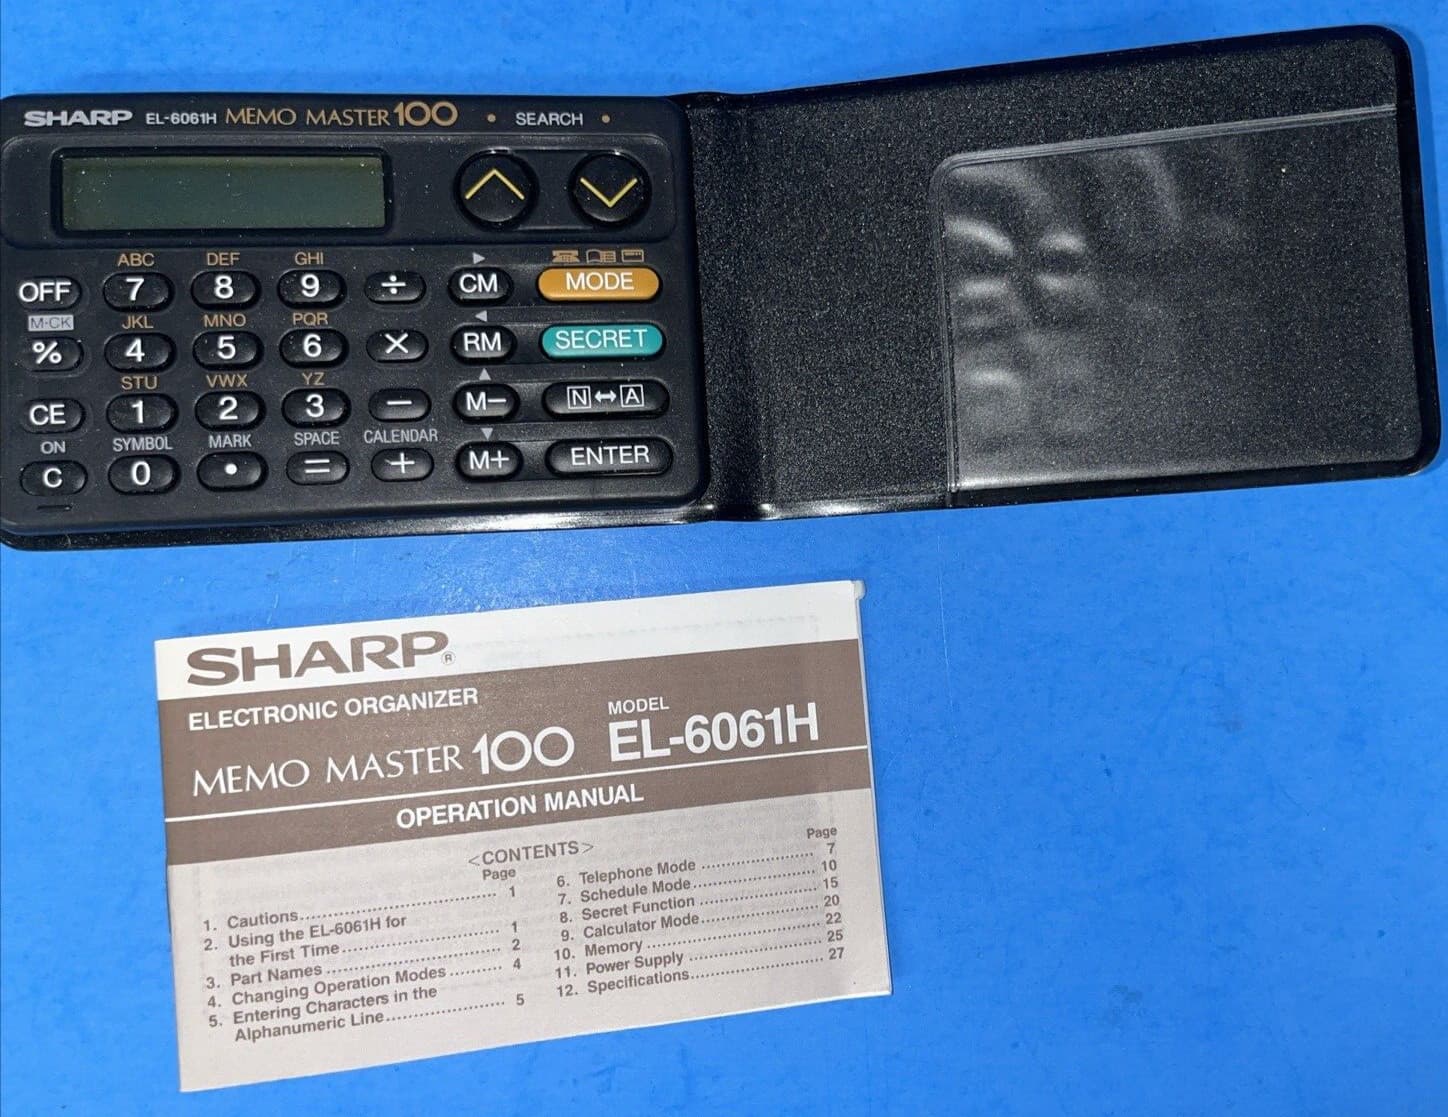 SHARP EL-6061H MEMO MASTER 100 • SEARCH •
ABC DEF GHI
OFF 7 8 9 ÷ CM MODE
M·CK JKL MNO PQR
% 4 5 6 × RM SECRET
STU VWX YZ
CE 1 2 3 − M− N↔A
ON SYMBOL MARK SPACE CALENDAR
C 0 • = + M+ ENTER
SHARP®
ELECTRONIC ORGANIZER
MEMO MASTER 100 MODEL EL-6061H
OPERATION MANUAL
<CONTENTS>
Page
1. Cautions 1
2. Using the EL-6061H for
the First Time 1
3. Part Names 2
4. Changing Operation Modes 4
5. Entering Characters in the
Alphanumeric Line 5
Page
6. Telephone Mode 7
7. Schedule Mode 10
8. Secret Function 15
9. Calculator Mode 20
10. Memory 22
11. Power Supply 25
12. Specifications 27